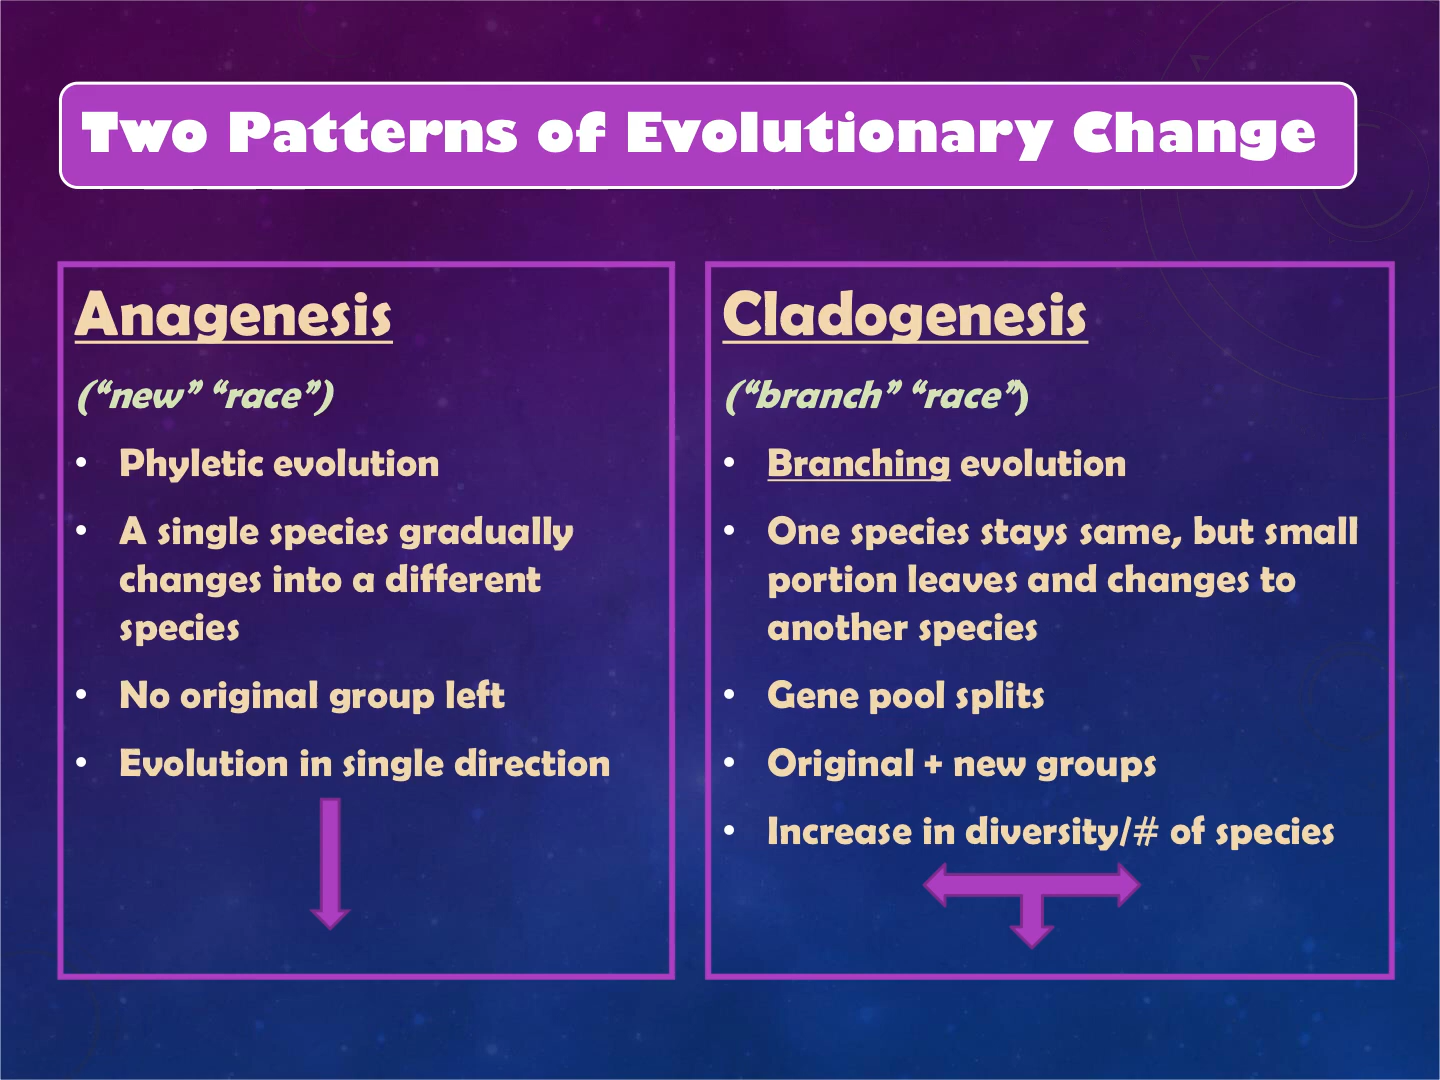 Two Patterns of Evolutionary Change
Anagenesis
(“new” “race”)
• Phyletic evolution
• A single species gradually
changes into a different
species
• No original group left
• Evolution in single direction
Cladogenesis
(“branch” “race”)
• Branching evolution
• One species stays same, but small
portion leaves and changes to
another species
• Gene pool splits
• Original + new groups
• Increase in diversity/# of species